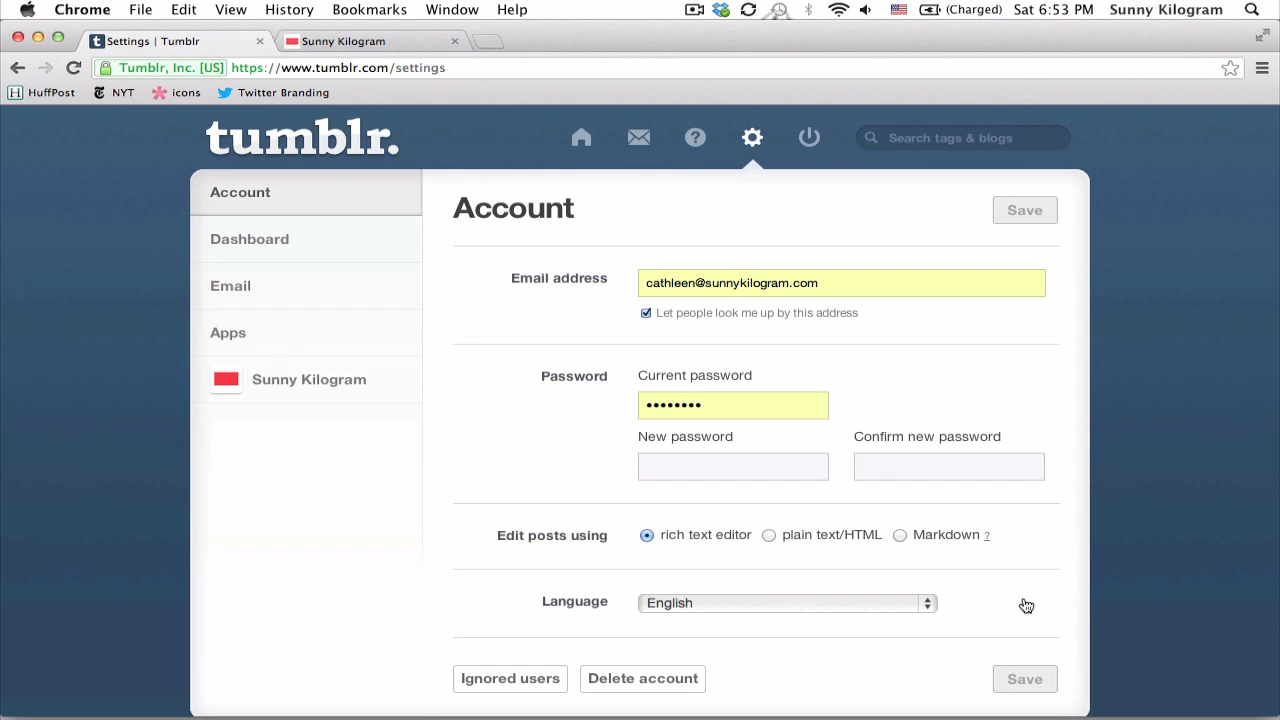 Chrome File Edit View History Bookmarks Window Help (Charged) Sat 6:53 PM Sunny Kilogram
Settings | Tumblr Sunny Kilogram
Tumblr, Inc. [US] https://www.tumblr.com/settings
HuffPost NYT icons Twitter Branding
tumblr. Search tags & blogs
Account
Dashboard
Email
Apps
Sunny Kilogram
Account Save
Email address cathleen@sunnykilogram.com
Let people look me up by this address
Password Current password
••••••••
New password Confirm new password
Edit posts using rich text editor plain text/HTML Markdown ?
Language English
Ignored users Delete account Save